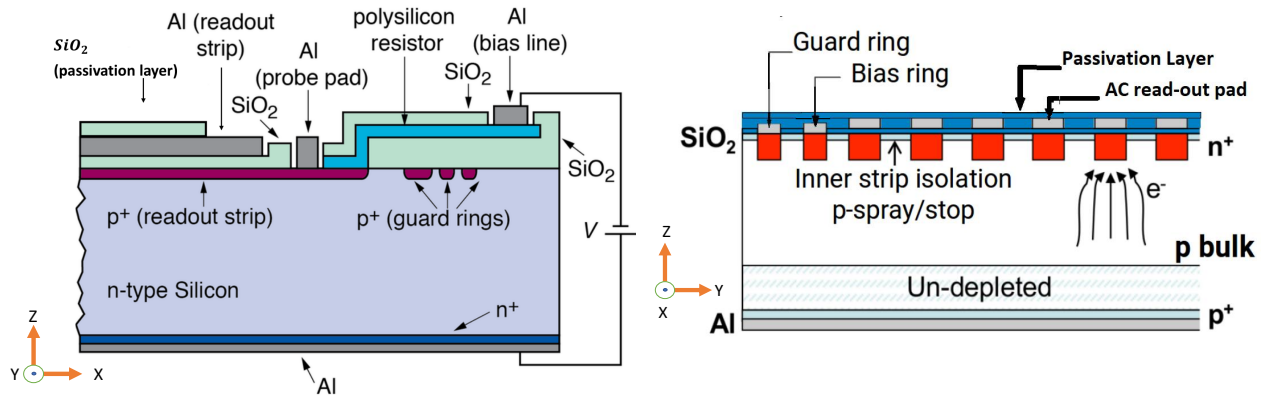 SiO₂
(passivation layer)
Al (readout
strip)
SiO₂
Al
(probe pad)
polysilicon
resistor
SiO₂
Al
(bias line)
SiO₂
p⁺ (readout strip)
p⁺ (guard rings)
V
n-type Silicon
n⁺
Al
Z
Y
X
Guard ring
Bias ring
Passivation Layer
AC read-out pad
SiO₂
n⁺
Inner strip isolation
p-spray/stop
e⁻
p bulk
Un-depleted
Al
p⁺
Z
Y
X